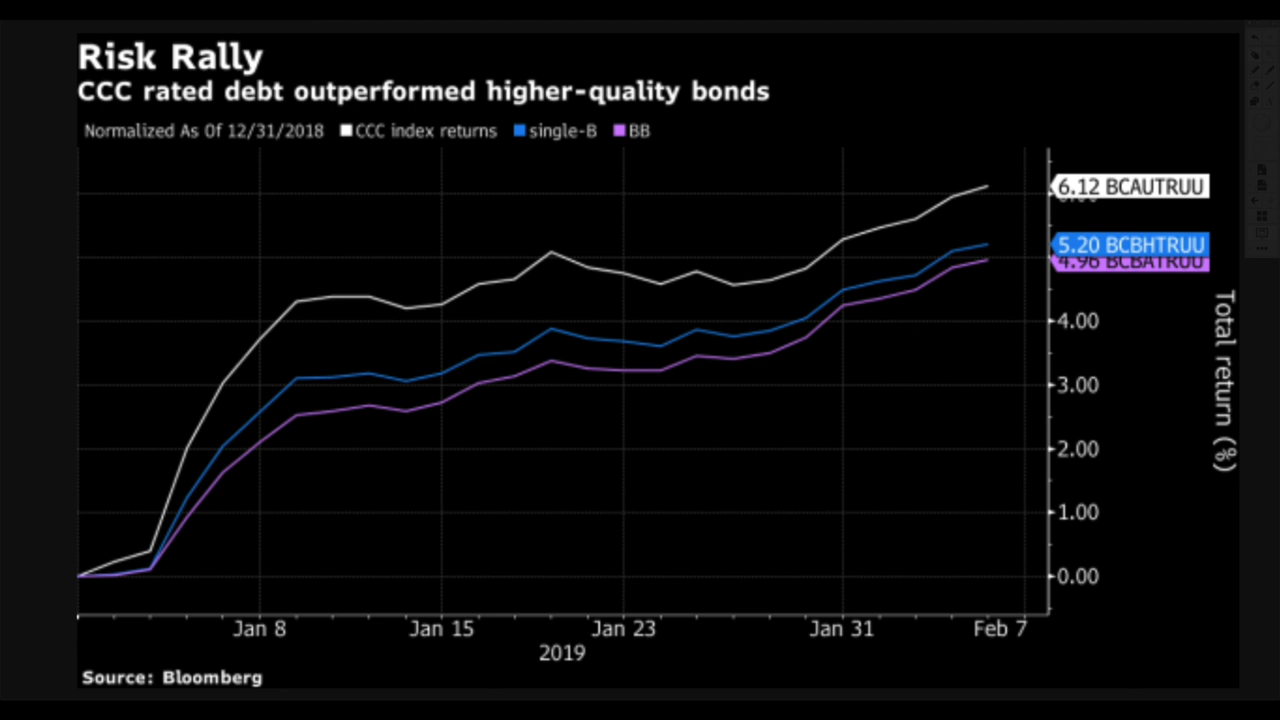 Risk Rally
CCC rated debt outperformed higher-quality bonds
Normalized As Of 12/31/2018 CCC index returns single-B BB
6.12 BCAUTRUU
5.20 BCBHTRUU
4.96 BCBATRUU
4.00
3.00
2.00
1.00
0.00
Total return (%)
Jan 8 Jan 15 Jan 23 Jan 31 Feb 7
2019
Source: Bloomberg